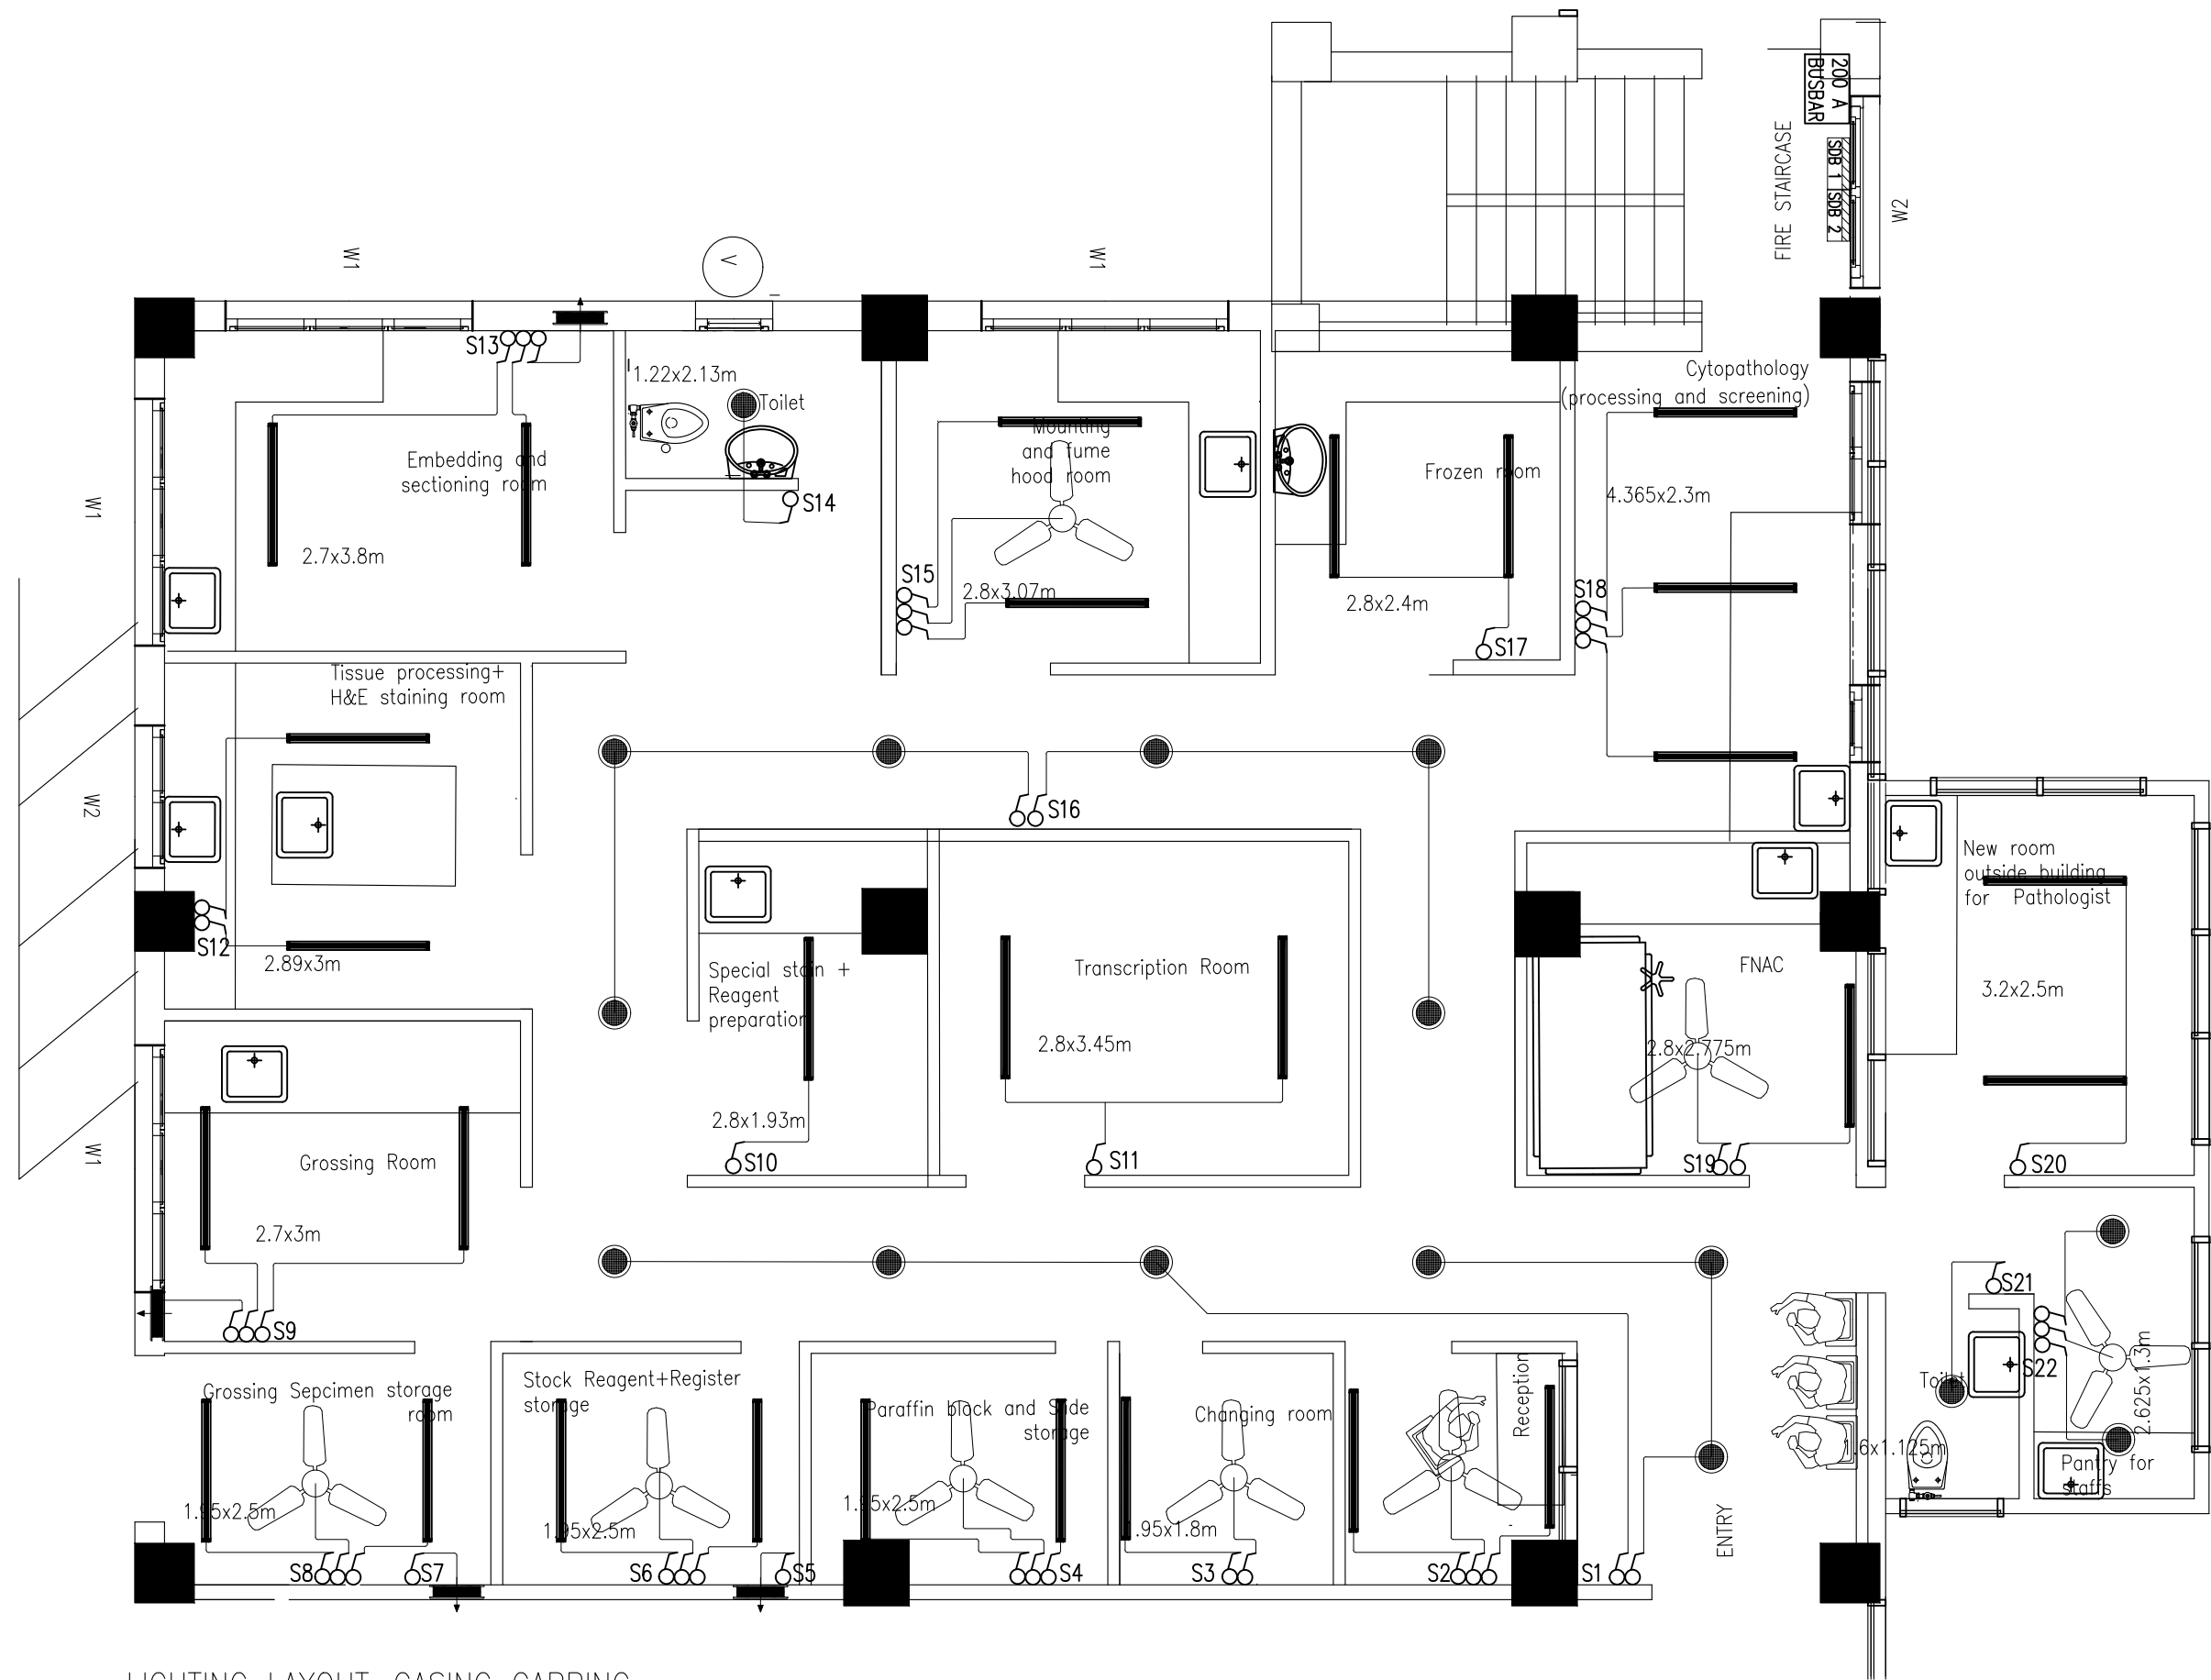 200 A
BUSBAR
SDB 1
SDB 2
FIRE STAIRCASE
W2
W1
V
W1
S13
1.22x2.13m
Toilet
Cytopathology
(processing and screening)
Embedding and
sectioning room
Mounting
and fume
hood room
Frozen room
4.365x2.3m
W1
S14
2.7x3.8m
S15
2.8x3.07m
2.8x2.4m
S18
S17
Tissue processing+
H&E staining room
W2
S16
New room
outside building
for Pathologist
S12
2.89x3m
Special stain +
Reagent
preparation
Transcription Room
FNAC
3.2x2.5m
2.8x3.45m
2.8x2.775m
2.8x1.93m
W1
Grossing Room
S10
S11
S19
S20
2.7x3m
S9
S21
S22
2.625x1.3m
Toilet
Grossing Sepcimen storage
room
Stock Reagent+Register
storage
Paraffin block and Slide
storage
Changing room
Reception
1.6x1.125m
Pantry for
staffs
1.95x2.5m
1.95x2.5m
1.95x2.5m
1.95x1.8m
ENTRY
S8
S7
S6
S5
S4
S3
S2
S1
LIGHTING LAYOUT CASING CAPPING